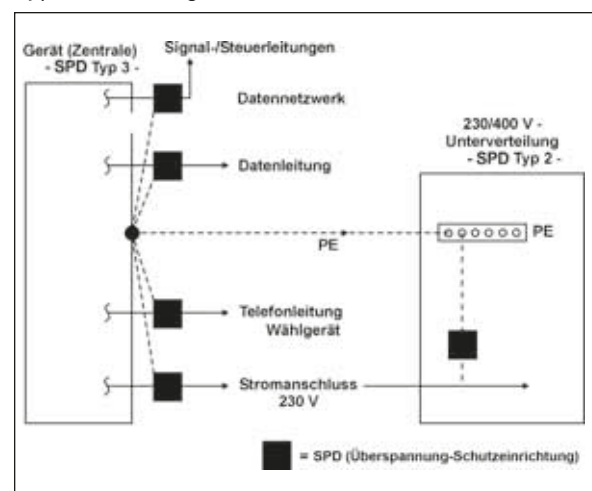 Gerät (Zentrale)
- SPD Typ 3 -
Signal-/Steuerleitungen
Datennetzwerk
Datenleitung
230/400 V -
Unterverteilung
- SPD Typ 2 -
PE
PE
Telefonleitung
Wählgerät
Stromanschluss
230 V
= SPD (Überspannung-Schutzeinrichtung)